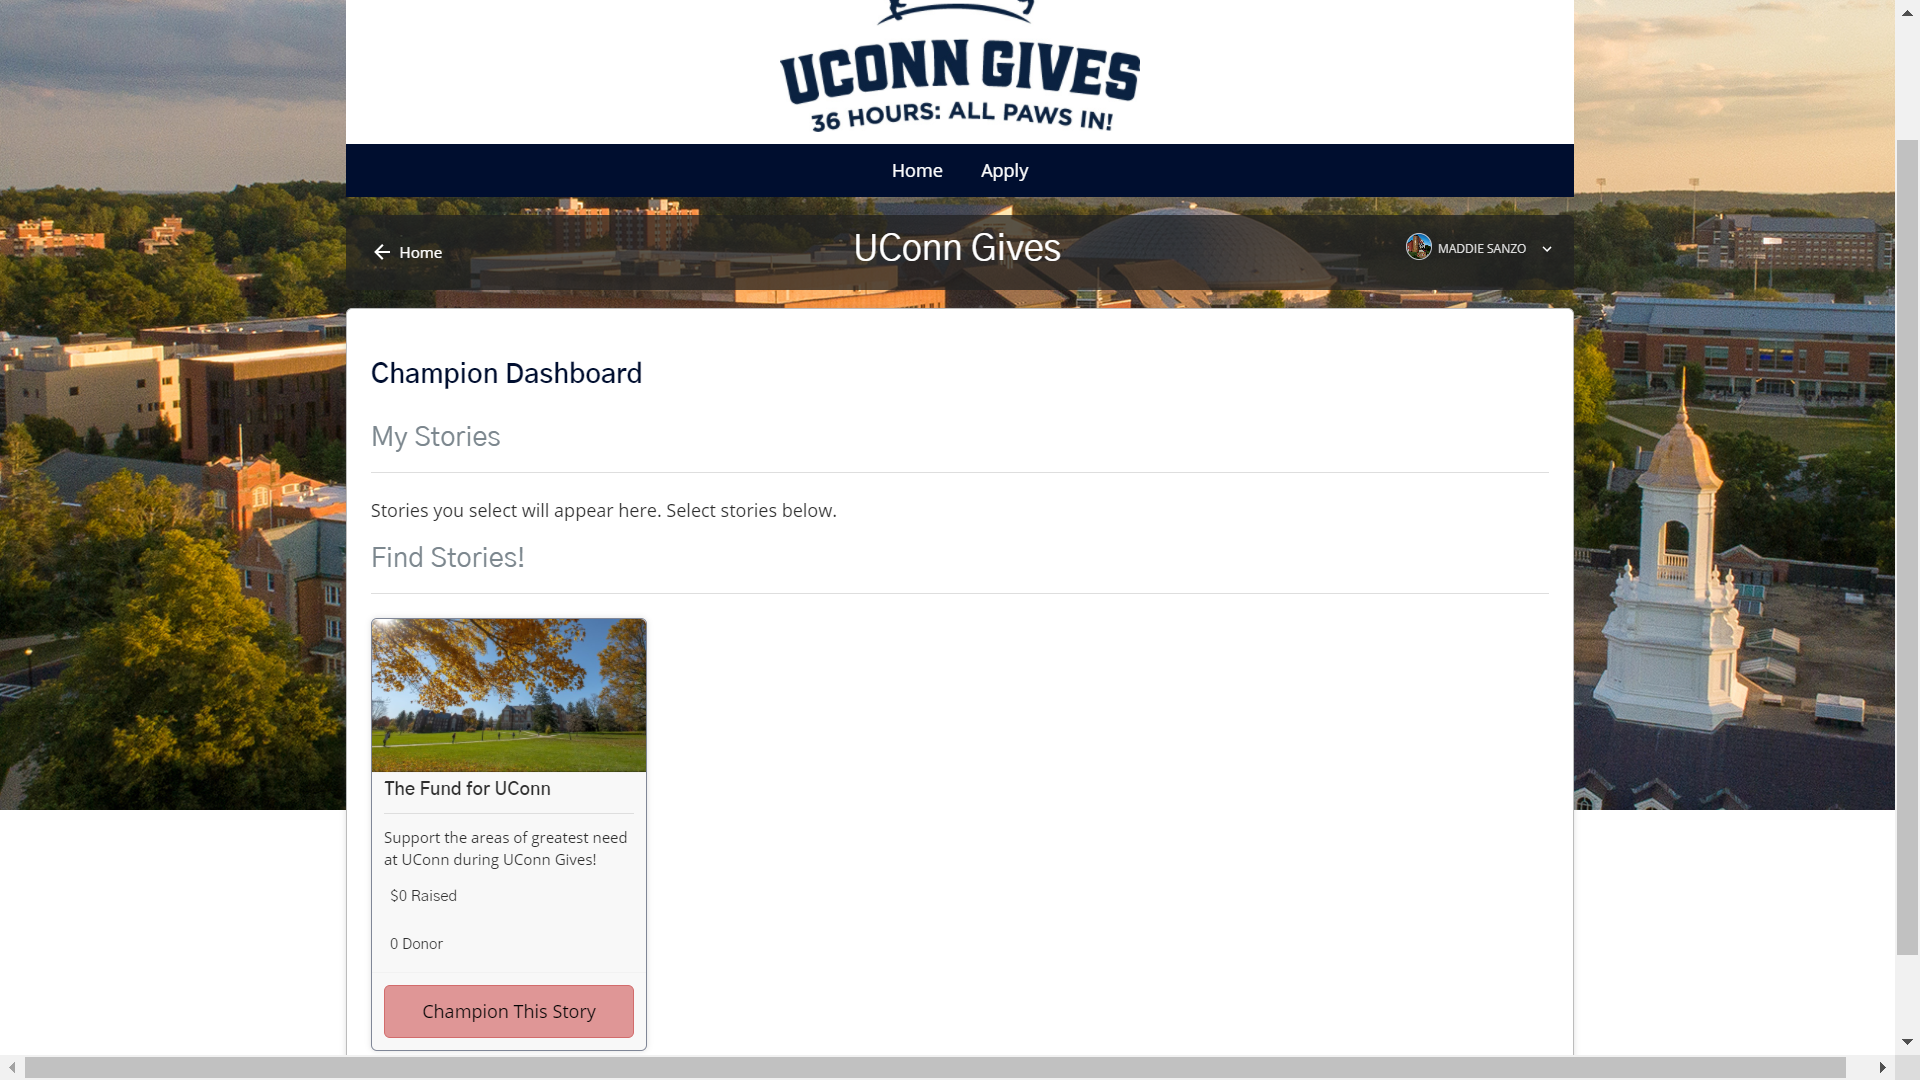 UCONN GIVES
36 HOURS: ALL PAWS IN!
Home
Apply
Home
UConn Gives
MADDIE SANZO
Champion Dashboard
My Stories
Stories you select will appear here. Select stories below.
Find Stories!
The Fund for UConn
Support the areas of greatest need
at UConn during UConn Gives!
$0 Raised
0 Donor
Champion This Story